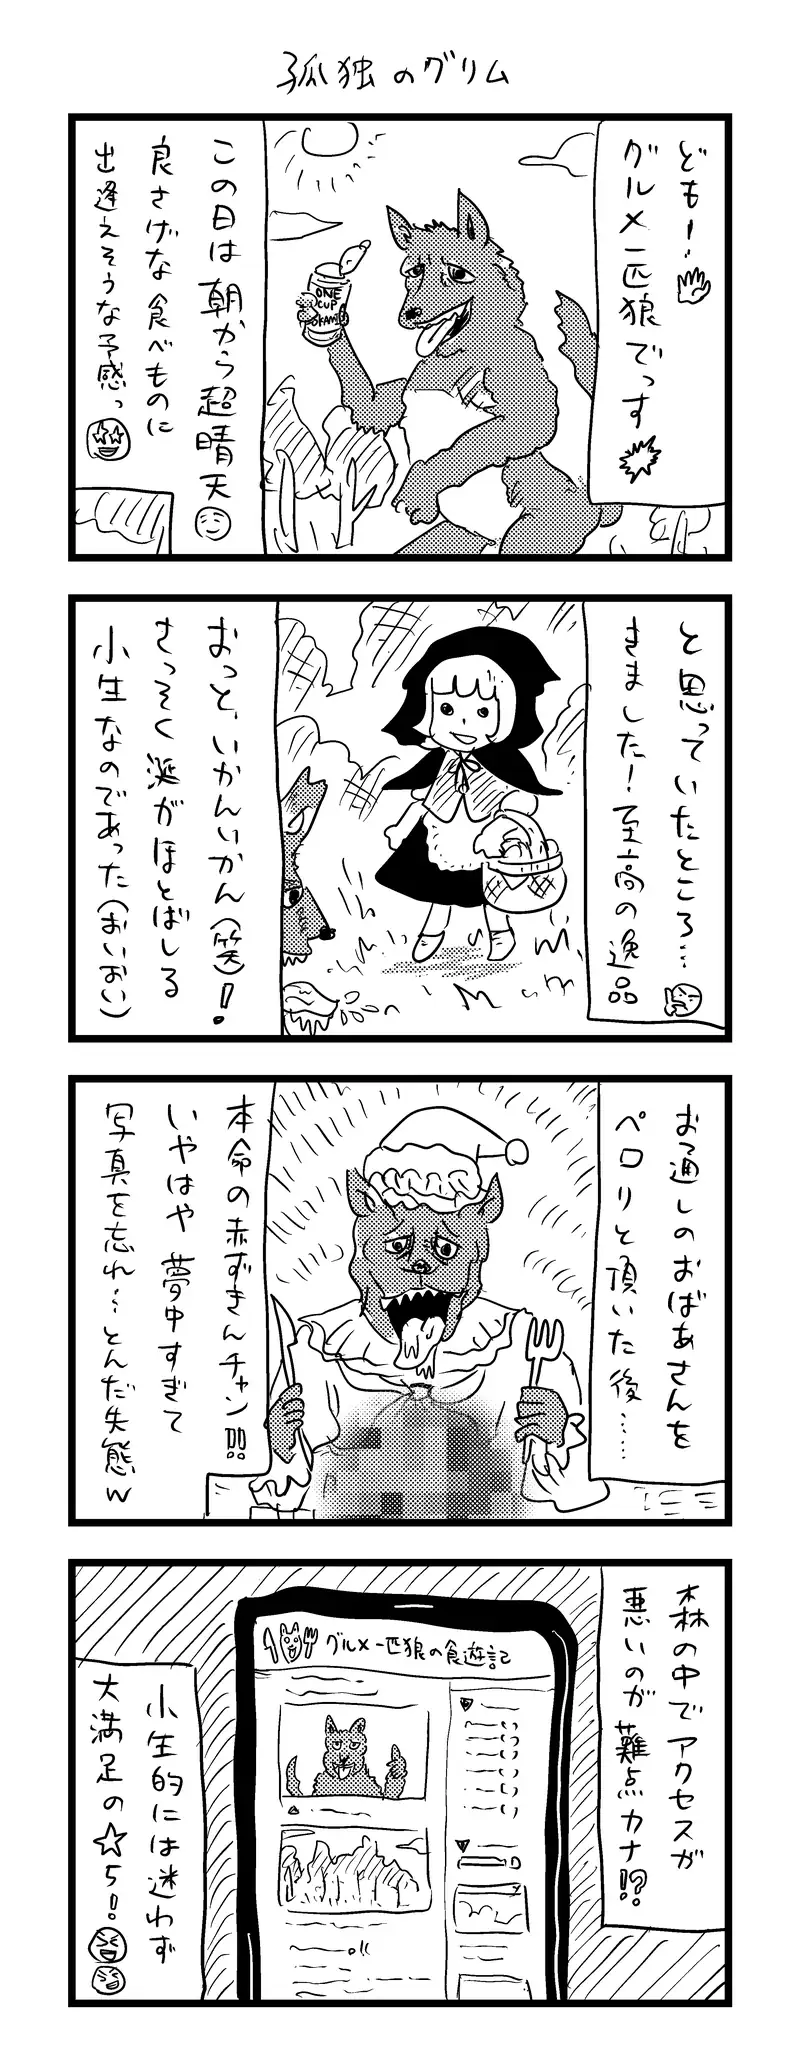 孤独のグリム
ども!
グルメ一匹狼でっす
ONE
CUP
OKAMI
この日は朝から超晴天
良さげな食べものに
出逢えそうな予感っ
と思っていたところ…
きました!至高の逸品
おっと、いかんいかん(笑)!
さっそく涎がほとばしる
小生なのであった(おいおい)
お通しのおばあさんを
ペロリと頂いた後……
本命の赤ずきんチャン!!!
いやはや夢中すぎて
写真を忘れ…とんだ失態w
森の中でアクセスが
悪いのが難点カナ!?
グルメ一匹狼の食遊記
小生的には迷わず
大満足の☆5!